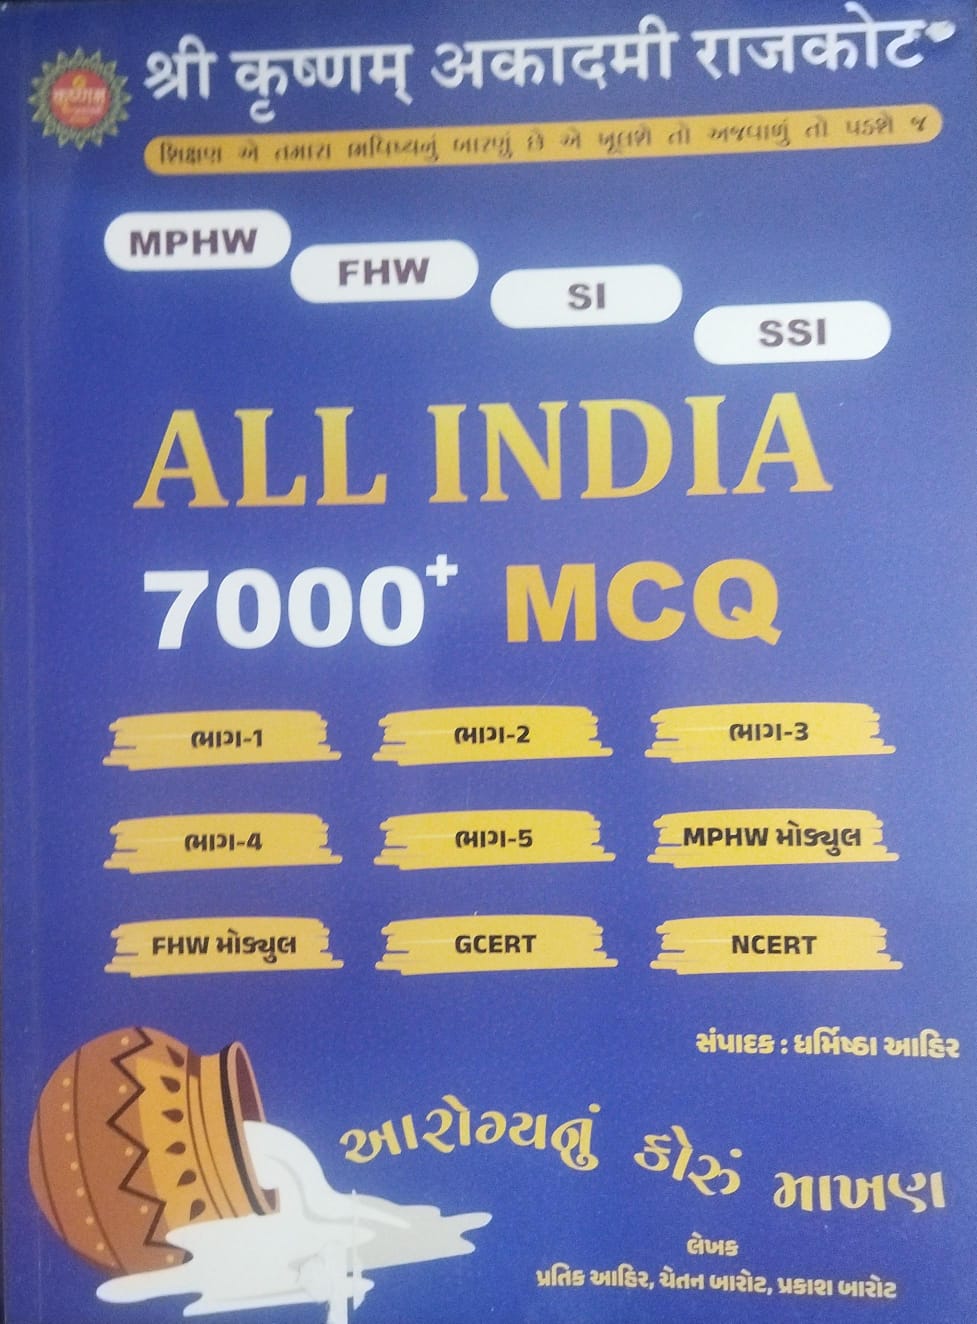 श्री कृष्णम् अकादमी राजकोट
कृष्णम
શિક્ષણ એ તમારા ભવિષ્યનું બારણું છે એ ખૂલશે તો અજવાળું તો પડશે જ
MPHW
FHW
SI
SSI
ALL INDIA
7000+ MCQ
ભાગ-1 ભાગ-2 ભાગ-3
ભાગ-4 ભાગ-5 MPHW મોડ્યુલ
FHW મોડ્યુલ GCERT NCERT
સંપાદક : ધર્મિષ્ઠા આહિર
આરોગ્યનું કોરું માખણ
લેખક
પ્રતિક આહિર, ચેતન બારોટ, પ્રકાશ બારોટ